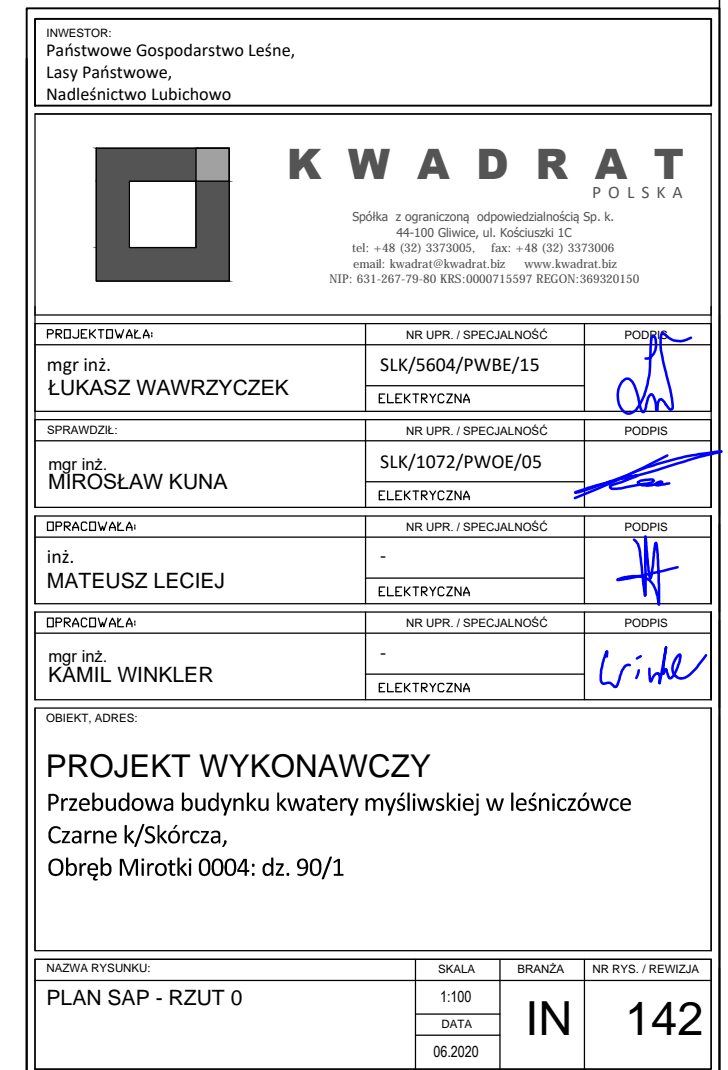 INWESTOR:
Państwowe Gospodarstwo Leśne,
Lasy Państwowe,
Nadleśnictwo Lubichowo
KWADRAT
POLSKA
Spółka z ograniczoną odpowiedzialnością Sp. k.
44-100 Gliwice, ul. Kościuszki 1C
tel: +48 (32) 3373005, fax: +48 (32) 3373006
email: kwadrat@kwadrat.biz www.kwadrat.biz
NIP: 631-267-79-80 KRS:0000715597 REGON:369320150
PROJEKTOWAŁA: NR UPR. / SPECJALNOŚĆ PODPIS
mgr inż.
ŁUKASZ WAWRZYCZEK
SLK/5604/PWBE/15
ELEKTRYCZNA
SPRAWDZIŁ: NR UPR. / SPECJALNOŚĆ PODPIS
mgr inż.
MIROSŁAW KUNA
SLK/1072/PWOE/05
ELEKTRYCZNA
OPRACOWAŁA: NR UPR. / SPECJALNOŚĆ PODPIS
inż.
MATEUSZ LECIEJ
-
ELEKTRYCZNA
OPRACOWAŁA: NR UPR. / SPECJALNOŚĆ PODPIS
mgr inż.
KAMIL WINKLER
-
ELEKTRYCZNA
OBIEKT, ADRES:
PROJEKT WYKONAWCZY
Przebudowa budynku kwatery myśliwskiej w leśniczówce
Czarne k/Skórcza,
Obręb Mirotki 0004: dz. 90/1
NAZWA RYSUNKU: SKALA BRANŻA NR RYS. / REWIZJA
PLAN SAP - RZUT 0
1:100
DATA
06.2020
IN
142